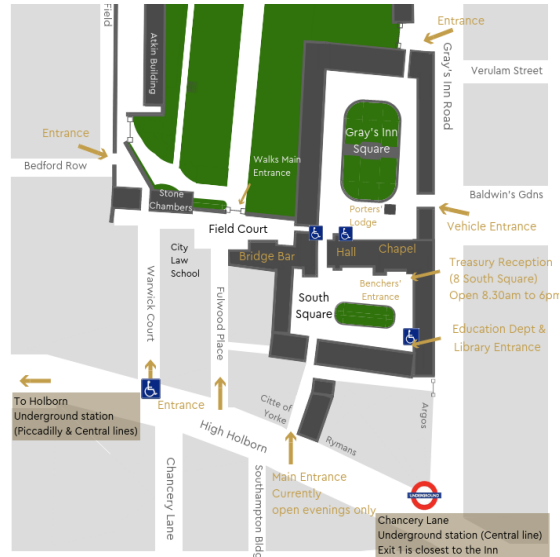 Field
Atkin Building
Entrance
Gray's Inn Road
Verulam Street
Gray's Inn
Square
Entrance
Bedford Row
Walks Main
Entrance
Stone
Chambers
Baldwin's Gdns
Porters'
Lodge
Vehicle Entrance
Field Court
City
Law
School
Bridge Bar
Hall
Chapel
Treasury Reception
(8 South Square)
Open 8.30am to 6pm
Benchers'
Entrance
Warwick Court
Fulwood Place
South
Square
Education Dept &
Library Entrance
To Holborn
Underground station
(Piccadilly & Central lines)
Entrance
Citte of
Yorke
Argos
High Holborn
Rymans
Chancery Lane
Southampton Bldg
Main Entrance
Currently
open evenings only
UNDERGROUND
Chancery Lane
Underground station (Central line)
Exit 1 is closest to the Inn